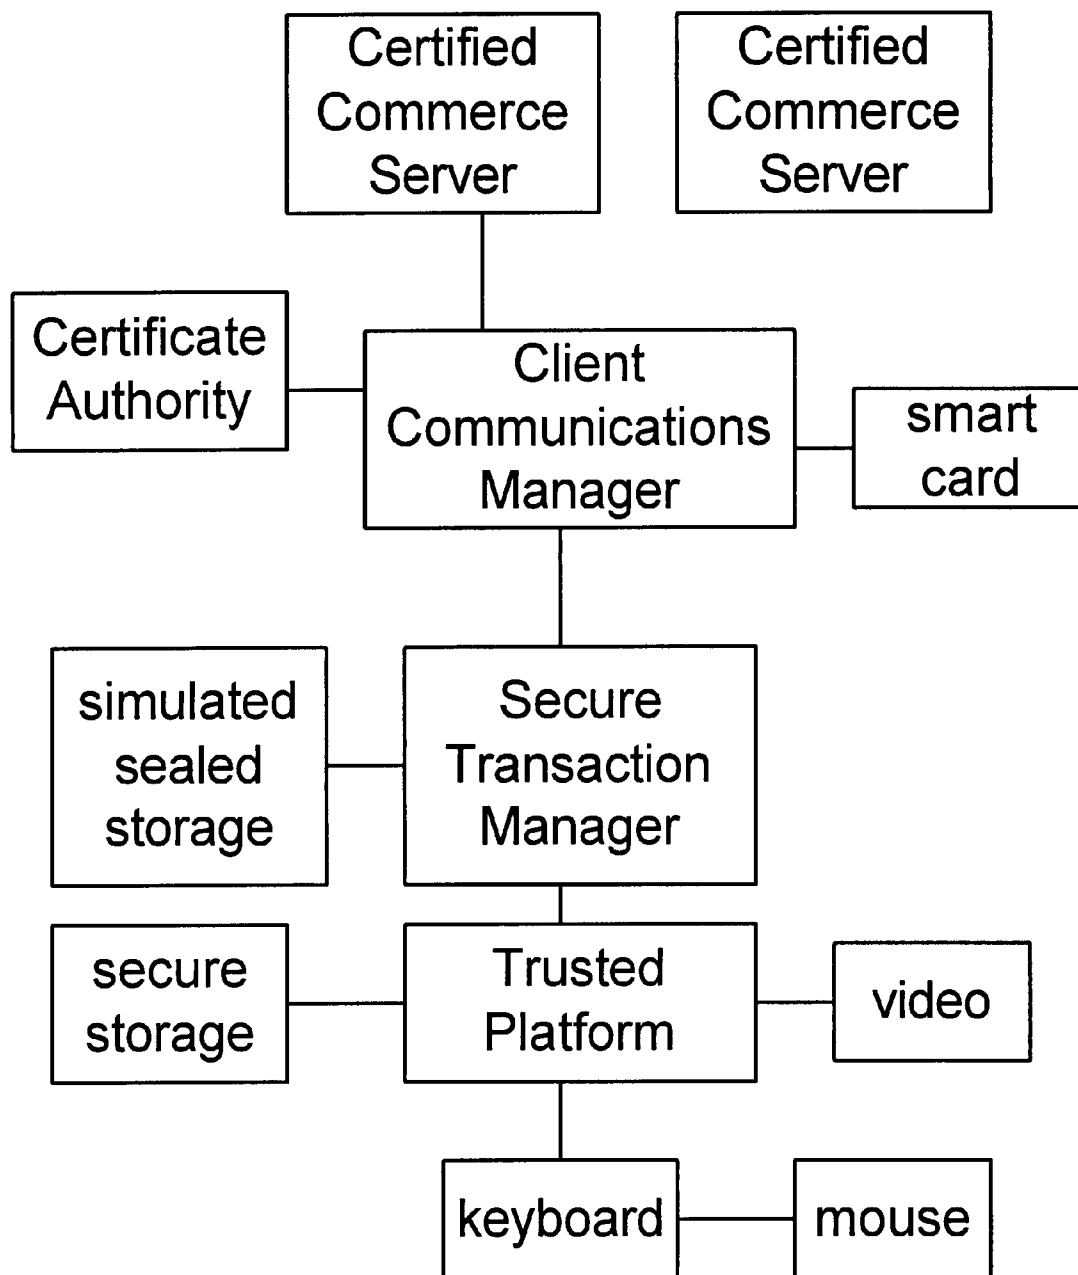 Certified
Commerce
Server
Certified
Commerce
Server
Certificate
Authority
Client
Communications
Manager
smart
card
simulated
sealed
storage
Secure
Transaction
Manager
secure
storage
Trusted
Platform
video
keyboard
mouse